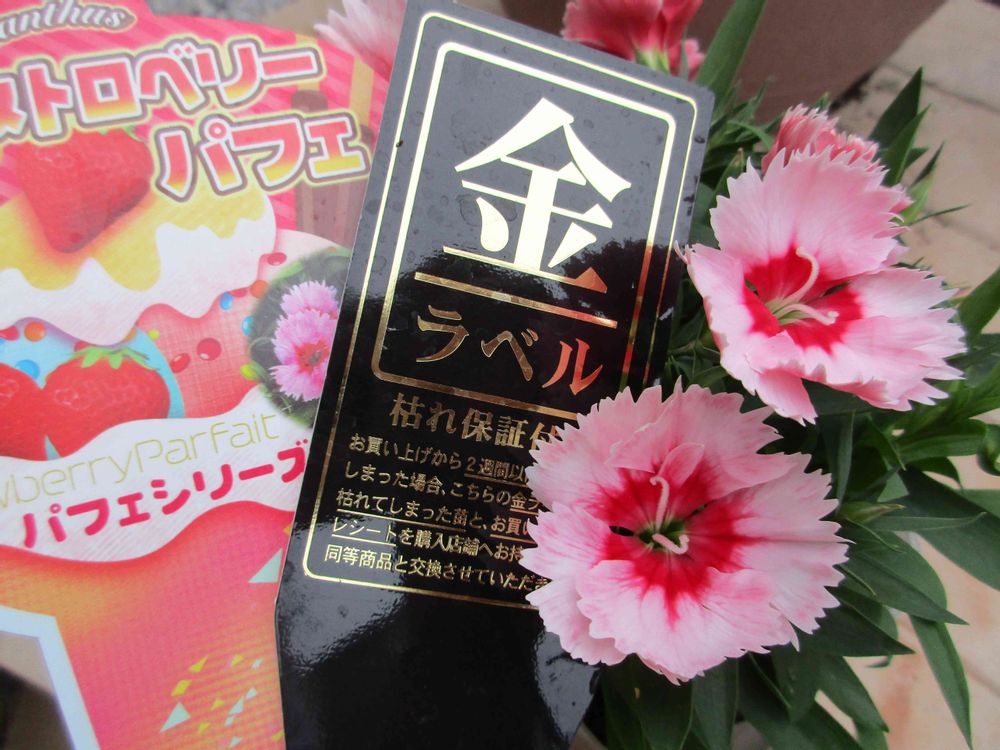 anthus
ストロベリー
パフェ
wberryParfait
パフェシリーズ
金
ラベル
枯れ保証付
お買い上げから2週間以
しまった場合、こちらの金ラ
枯れてしまった苗と、お買い
レシートを購入店舗へお持
同等商品と交換させていただき